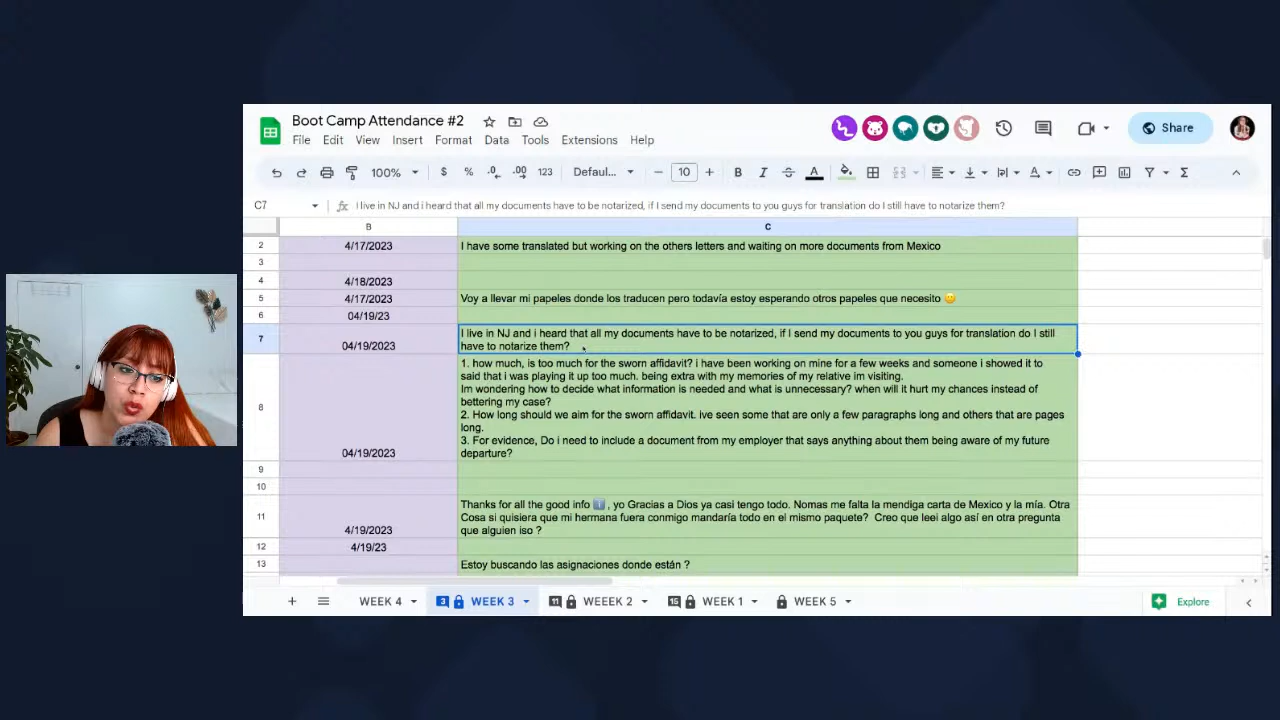 Boot Camp Attendance #2
File Edit View Insert Format Data Tools Extensions Help
Share
100% $ % .0 .00 123 Defaul... 10 B I A
C7 fx I live in NJ and i heard that all my documents have to be notarized, if I send my documents to you guys for translation do I still have to notarize them?
B C
2 4/17/2023 I have some translated but working on the others letters and waiting on more documents from Mexico
3
4 4/18/2023
5 4/17/2023 Voy a llevar mi papeles donde los traducen pero todavía estoy esperando otros papeles que necesito 🙂
6 04/19/23
I live in NJ and i heard that all my documents have to be notarized, if I send my documents to you guys for translation do I still
7 04/19/2023 have to notarize them?
1. how much, is too much for the sworn affidavit? i have been working on mine for a few weeks and someone i showed it to
said that i was playing it up too much. being extra with my memories of my relative im visiting.
Im wondering how to decide what information is needed and what is unnecessary? when will it hurt my chances instead of
bettering my case?
8
2. How long should we aim for the sworn affidavit. ive seen some that are only a few paragraphs long and others that are pages
long.
3. For evidence, Do i need to include a document from my employer that says anything about them being aware of my future
04/19/2023 departure?
9
10
Thanks for all the good info ℹ️ , yo Gracias a Dios ya casi tengo todo. Nomas me falta la mendiga carta de Mexico y la mía. Otra
11 Cosa si quisiera que mi hermana fuera conmigo mandaría todo en el mismo paquete? Creo que leei algo así en otra pregunta
4/19/2023 que alguien iso ?
12 4/19/23
13 Estoy buscando las asignaciones donde están ?
+ WEEK 4 3 WEEK 3 11 WEEEK 2 15 WEEK 1 WEEK 5 Explore